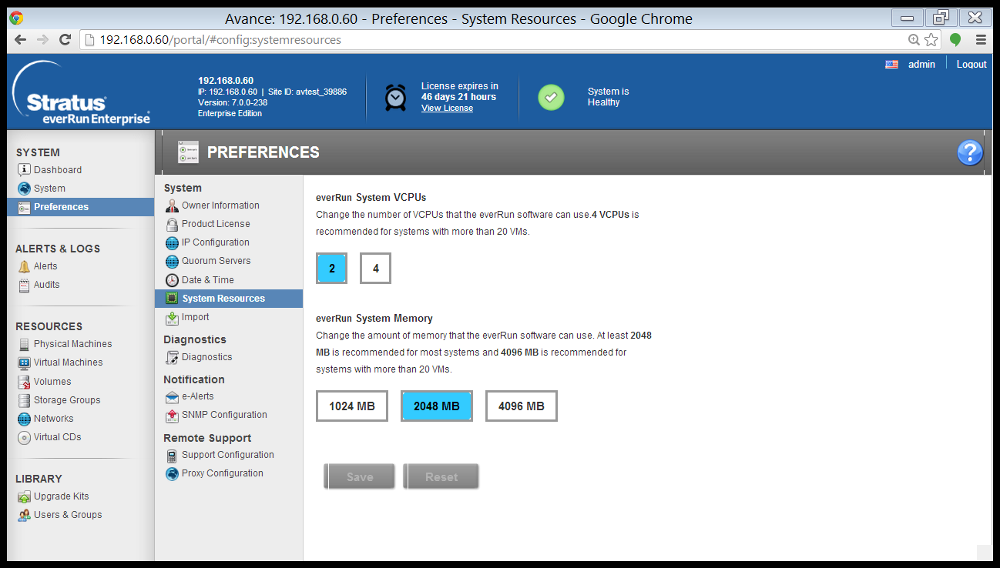 Avance: 192.168.0.60 - Preferences - System Resources - Google Chrome
192.168.0.60/portal/#config:systemresources
admin
Logout
Stratus
everRun Enterprise
192.168.0.60
IP: 192.168.0.60 | Site ID: avtest_39886
Version: 7.0.0-238
Enterprise Edition
License expires in
46 days 21 hours
View License
System is
Healthy
SYSTEM
Dashboard
System
Preferences
ALERTS & LOGS
Alerts
Audits
RESOURCES
Physical Machines
Virtual Machines
Volumes
Storage Groups
Networks
Virtual CDs
LIBRARY
Upgrade Kits
Users & Groups
PREFERENCES
?
System
Owner Information
Product License
IP Configuration
Quorum Servers
Date & Time
System Resources
Import
Diagnostics
Diagnostics
Notification
e-Alerts
SNMP Configuration
Remote Support
Support Configuration
Proxy Configuration
everRun System VCPUs
Change the number of VCPUs that the everRun software can use.4 VCPUs is
recommended for systems with more than 20 VMs.
2
4
everRun System Memory
Change the amount of memory that the everRun software can use. At least 2048
MB is recommended for most systems and 4096 MB is recommended for
systems with more than 20 VMs.
1024 MB
2048 MB
4096 MB
Save
Reset